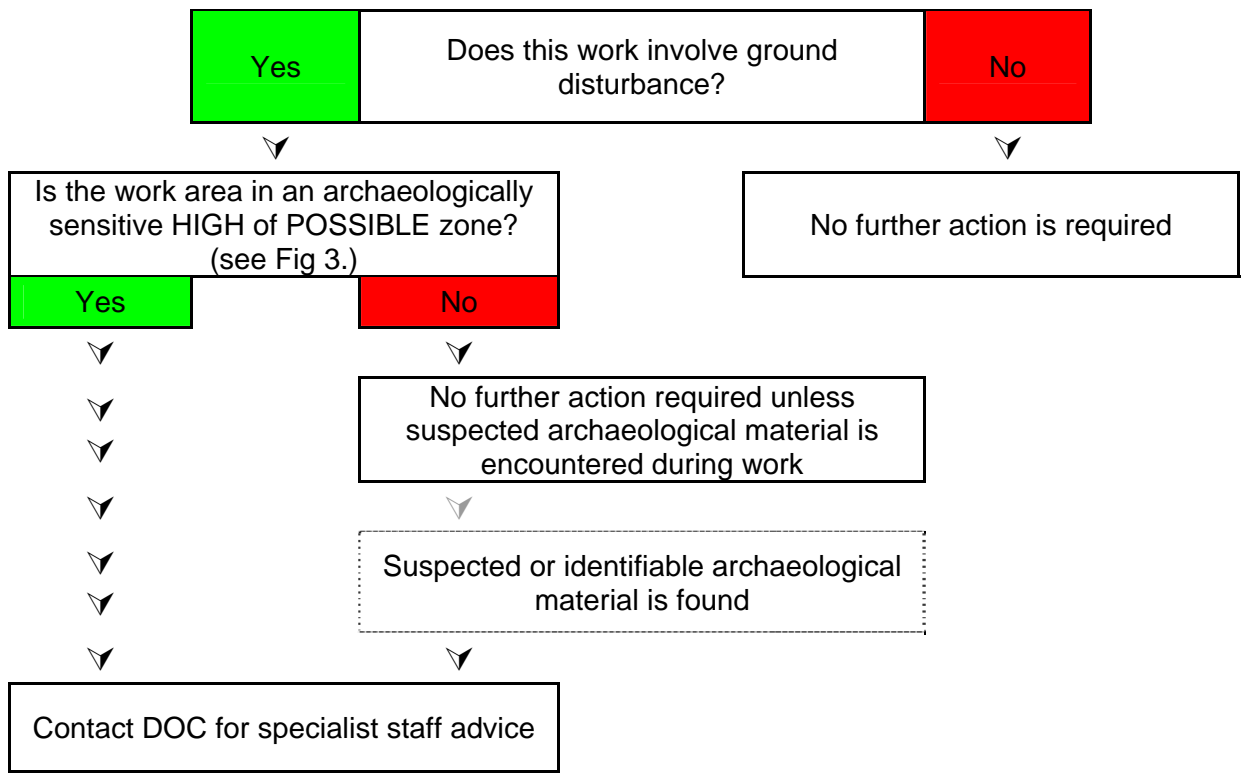 Yes
Does this work involve ground
disturbance?
No
Is the work area in an archaeologically
sensitive HIGH of POSSIBLE zone?
(see Fig 3.)
No further action is required
Yes
No
No further action required unless
suspected archaeological material is
encountered during work
Suspected or identifiable archaeological
material is found
Contact DOC for specialist staff advice